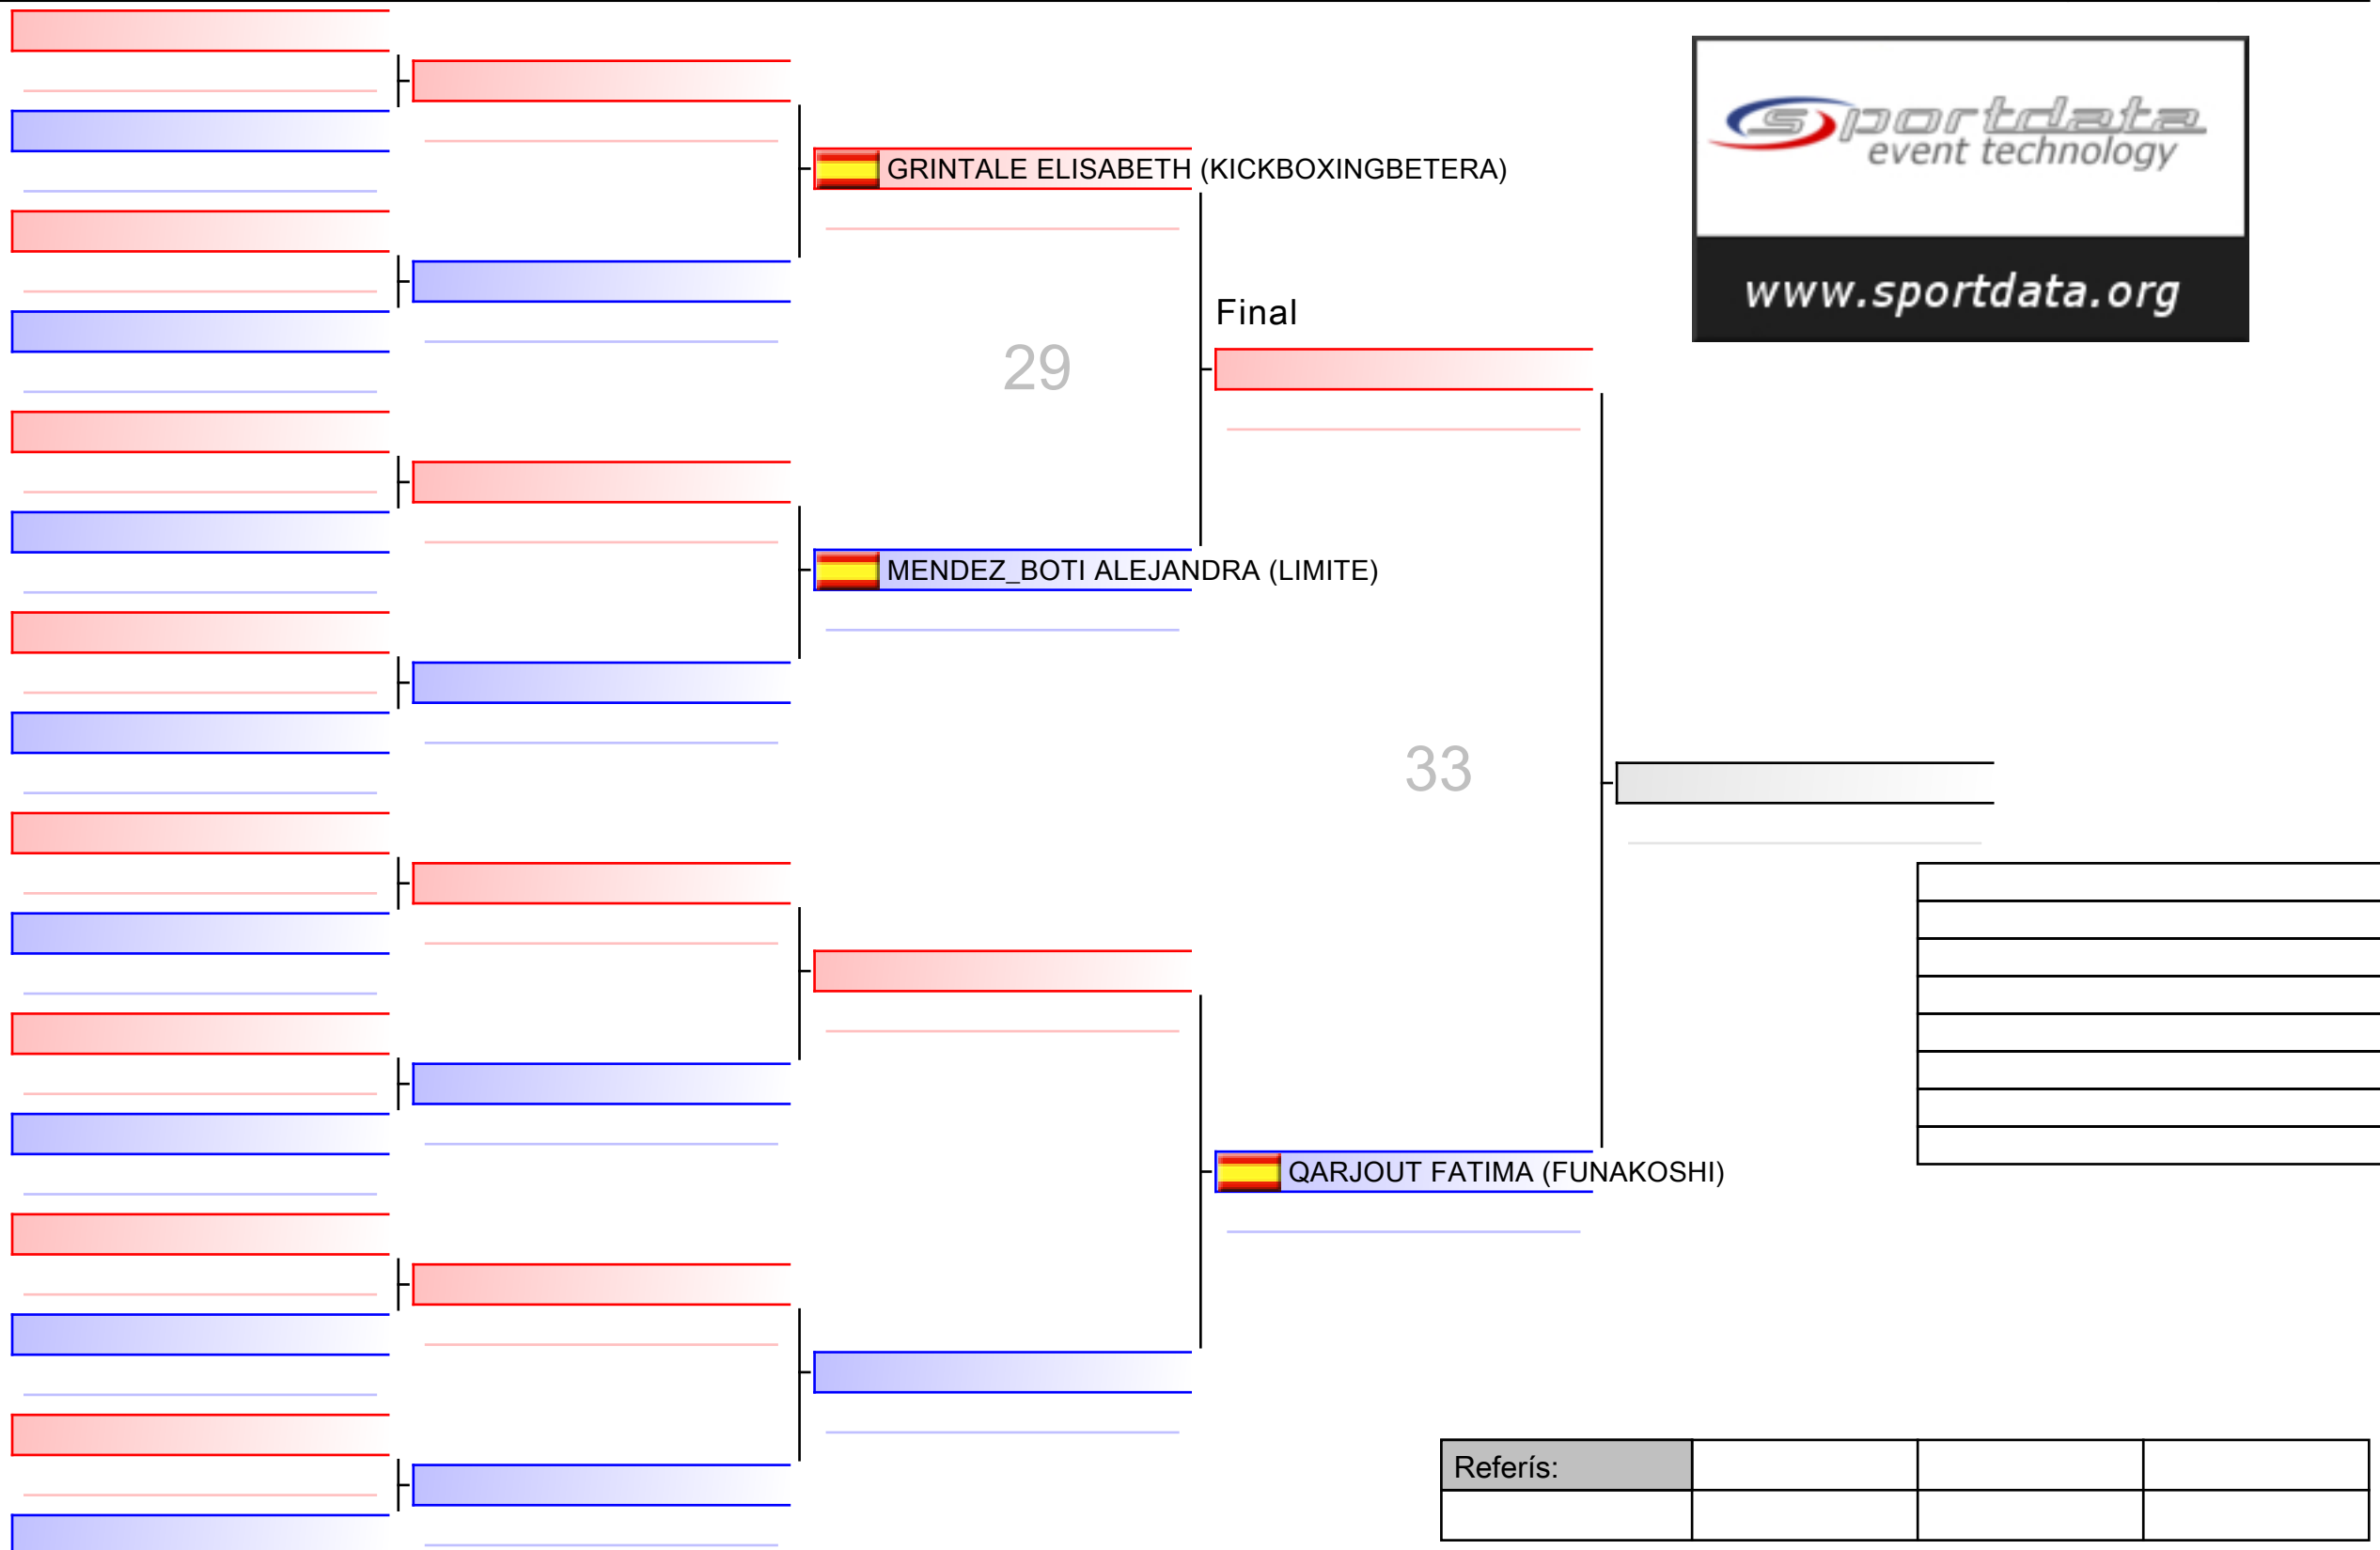 sportdata
event technology
www.sportdata.org
GRINTALE ELISABETH (KICKBOXINGBETERA)
Final
29
MENDEZ_BOTI ALEJANDRA (LIMITE)
33
QARJOUT FATIMA (FUNAKOSHI)
Referís: